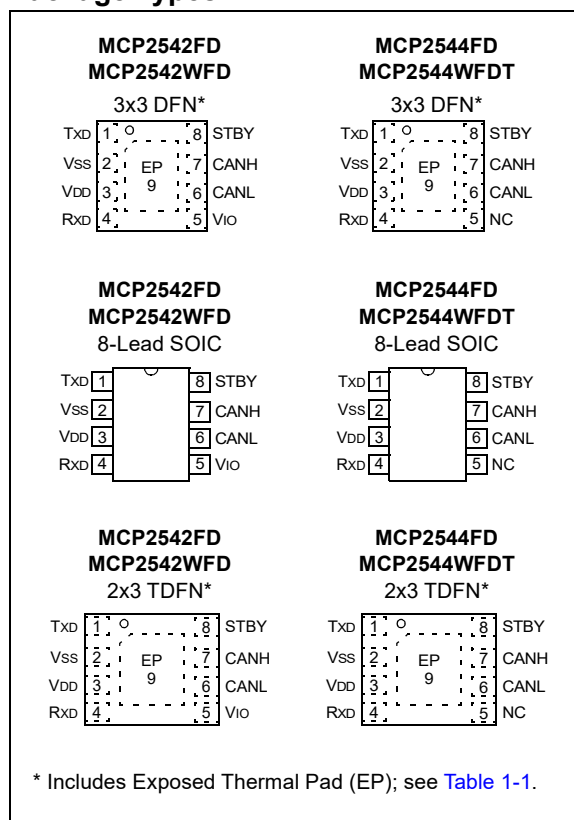 Types
MCP2542FD
MCP2542WFD
3x3 DFN*
TXD 1 8 STBY
VSS 2 EP 7 CANH
VDD 3 9 6 CANL
RXD 4 5 VIO
MCP2544FD
MCP2544WFDT
3x3 DFN*
TXD 1 8 STBY
VSS 2 EP 7 CANH
VDD 3 9 6 CANL
RXD 4 5 NC
MCP2542FD
MCP2542WFD
8-Lead SOIC
TXD 1 8 STBY
VSS 2 7 CANH
VDD 3 6 CANL
RXD 4 5 VIO
MCP2544FD
MCP2544WFDT
8-Lead SOIC
TXD 1 8 STBY
VSS 2 7 CANH
VDD 3 6 CANL
RXD 4 5 NC
MCP2542FD
MCP2542WFD
2x3 TDFN*
TXD 1 8 STBY
VSS 2 EP 7 CANH
VDD 3 9 6 CANL
RXD 4 5 VIO
MCP2544FD
MCP2544WFDT
2x3 TDFN*
TXD 1 8 STBY
VSS 2 EP 7 CANH
VDD 3 9 6 CANL
RXD 4 5 NC
* Includes Exposed Thermal Pad (EP); see Table 1-1.